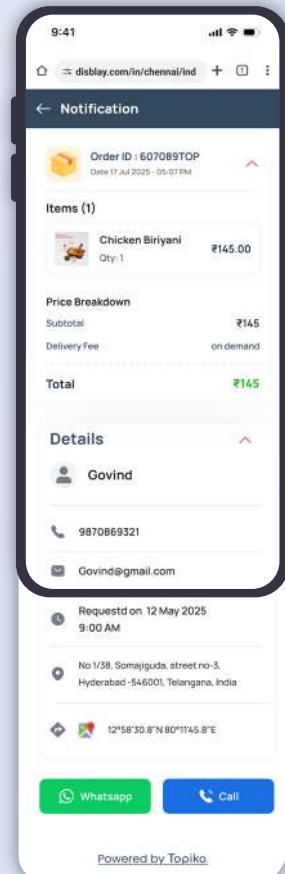 9:41
disblay.com/in/chennai/ind
1
Notification
Order ID : 607089TOP
Date 17 Jul 2025 - 05:07 PM
Items (1)
Chicken Biriyani
Qty: 1
₹145.00
Price Breakdown
Subtotal ₹145
Delivery Fee on demand
Total ₹145
Details
Govind
9870869321
Govind@gmail.com
Requestd on 12 May 2025
9:00 AM
No 1/38, Somajiguda, street no-3,
Hyderabad -546001, Telangana, India
12°58'30.8"N 80°11'45.8"E
Whatsapp
Call
Powered by Topiko